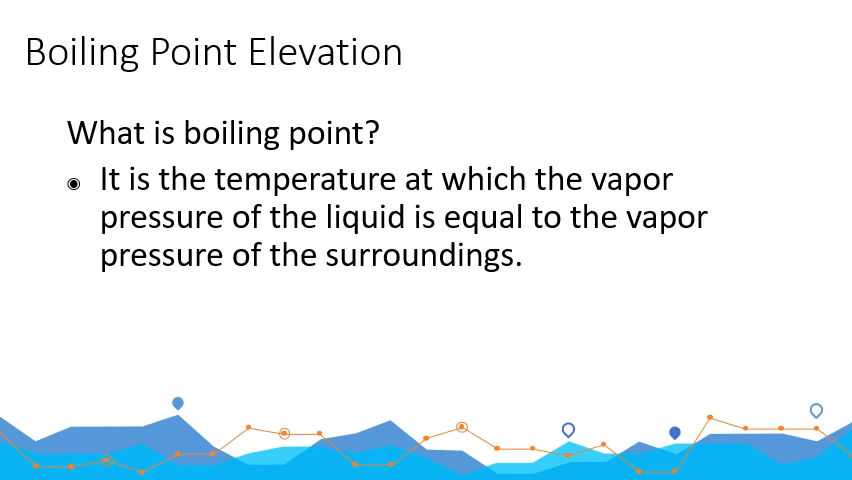 Boiling Point Elevation
What is boiling point?
It is the temperature at which the vapor
pressure of the liquid is equal to the vapor
pressure of the surroundings.